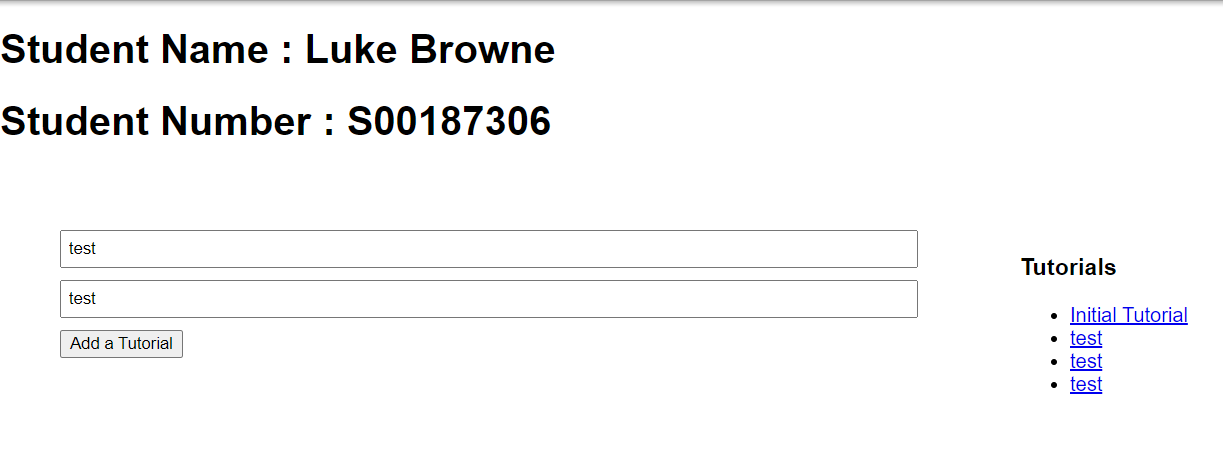 Student Name : Luke Browne
Student Number : S00187306
test
test
Add a Tutorial
Tutorials
Initial Tutorial
test
test
test